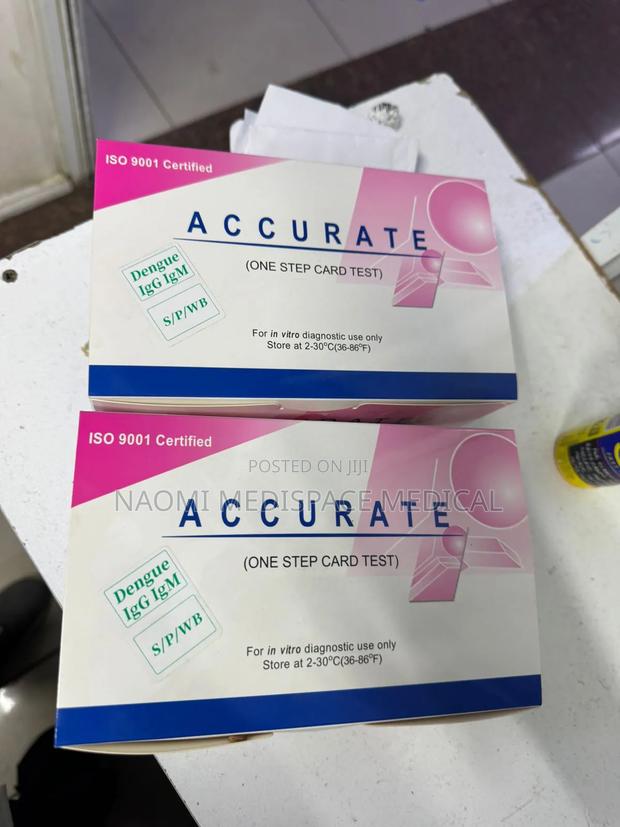 ISO 9001 Certified
ACCURATE
(ONE STEP CARD TEST)
Dengue
IgG IgM
S/P/WB
For in vitro diagnostic use only
Store at 2-30°C(36-86°F)
ISO 9001 Certified
POSTED ON JIJI
NAOMI MEDISPACE MEDICAL
ACCURATE
(ONE STEP CARD TEST)
Dengue
IgG IgM
S/P/WB
For in vitro diagnostic use only
Store at 2-30°C(36-86°F)